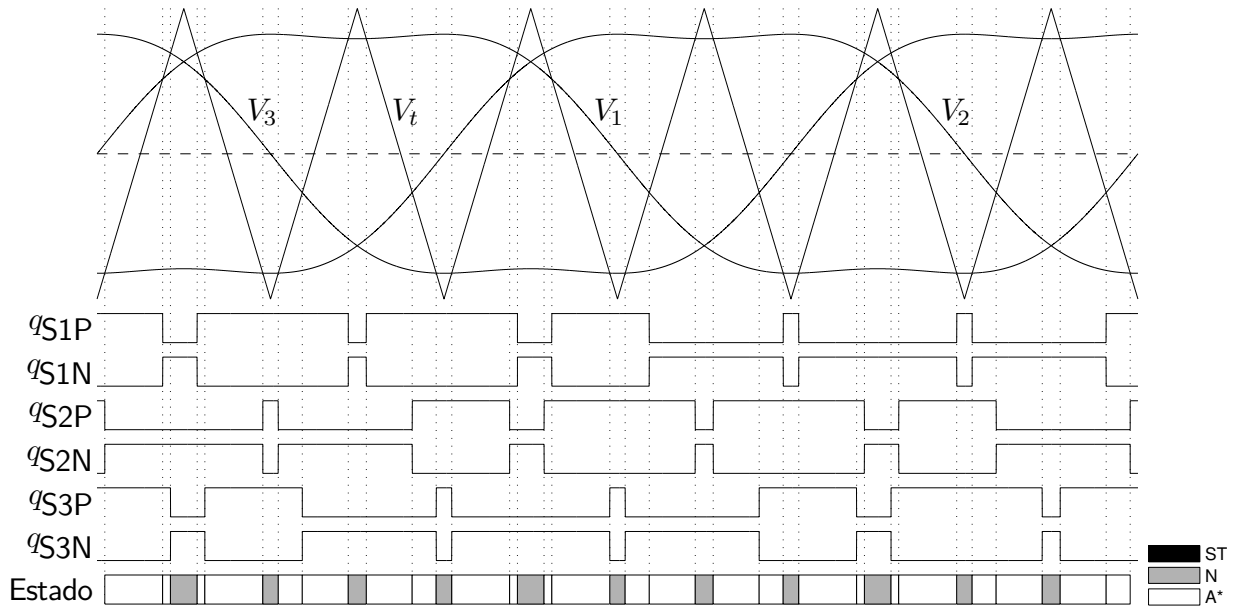 V3
Vt
V1
V2
qS1P
qS1N
qS2P
qS2N
qS3P
qS3N
Estado
ST
N
A*